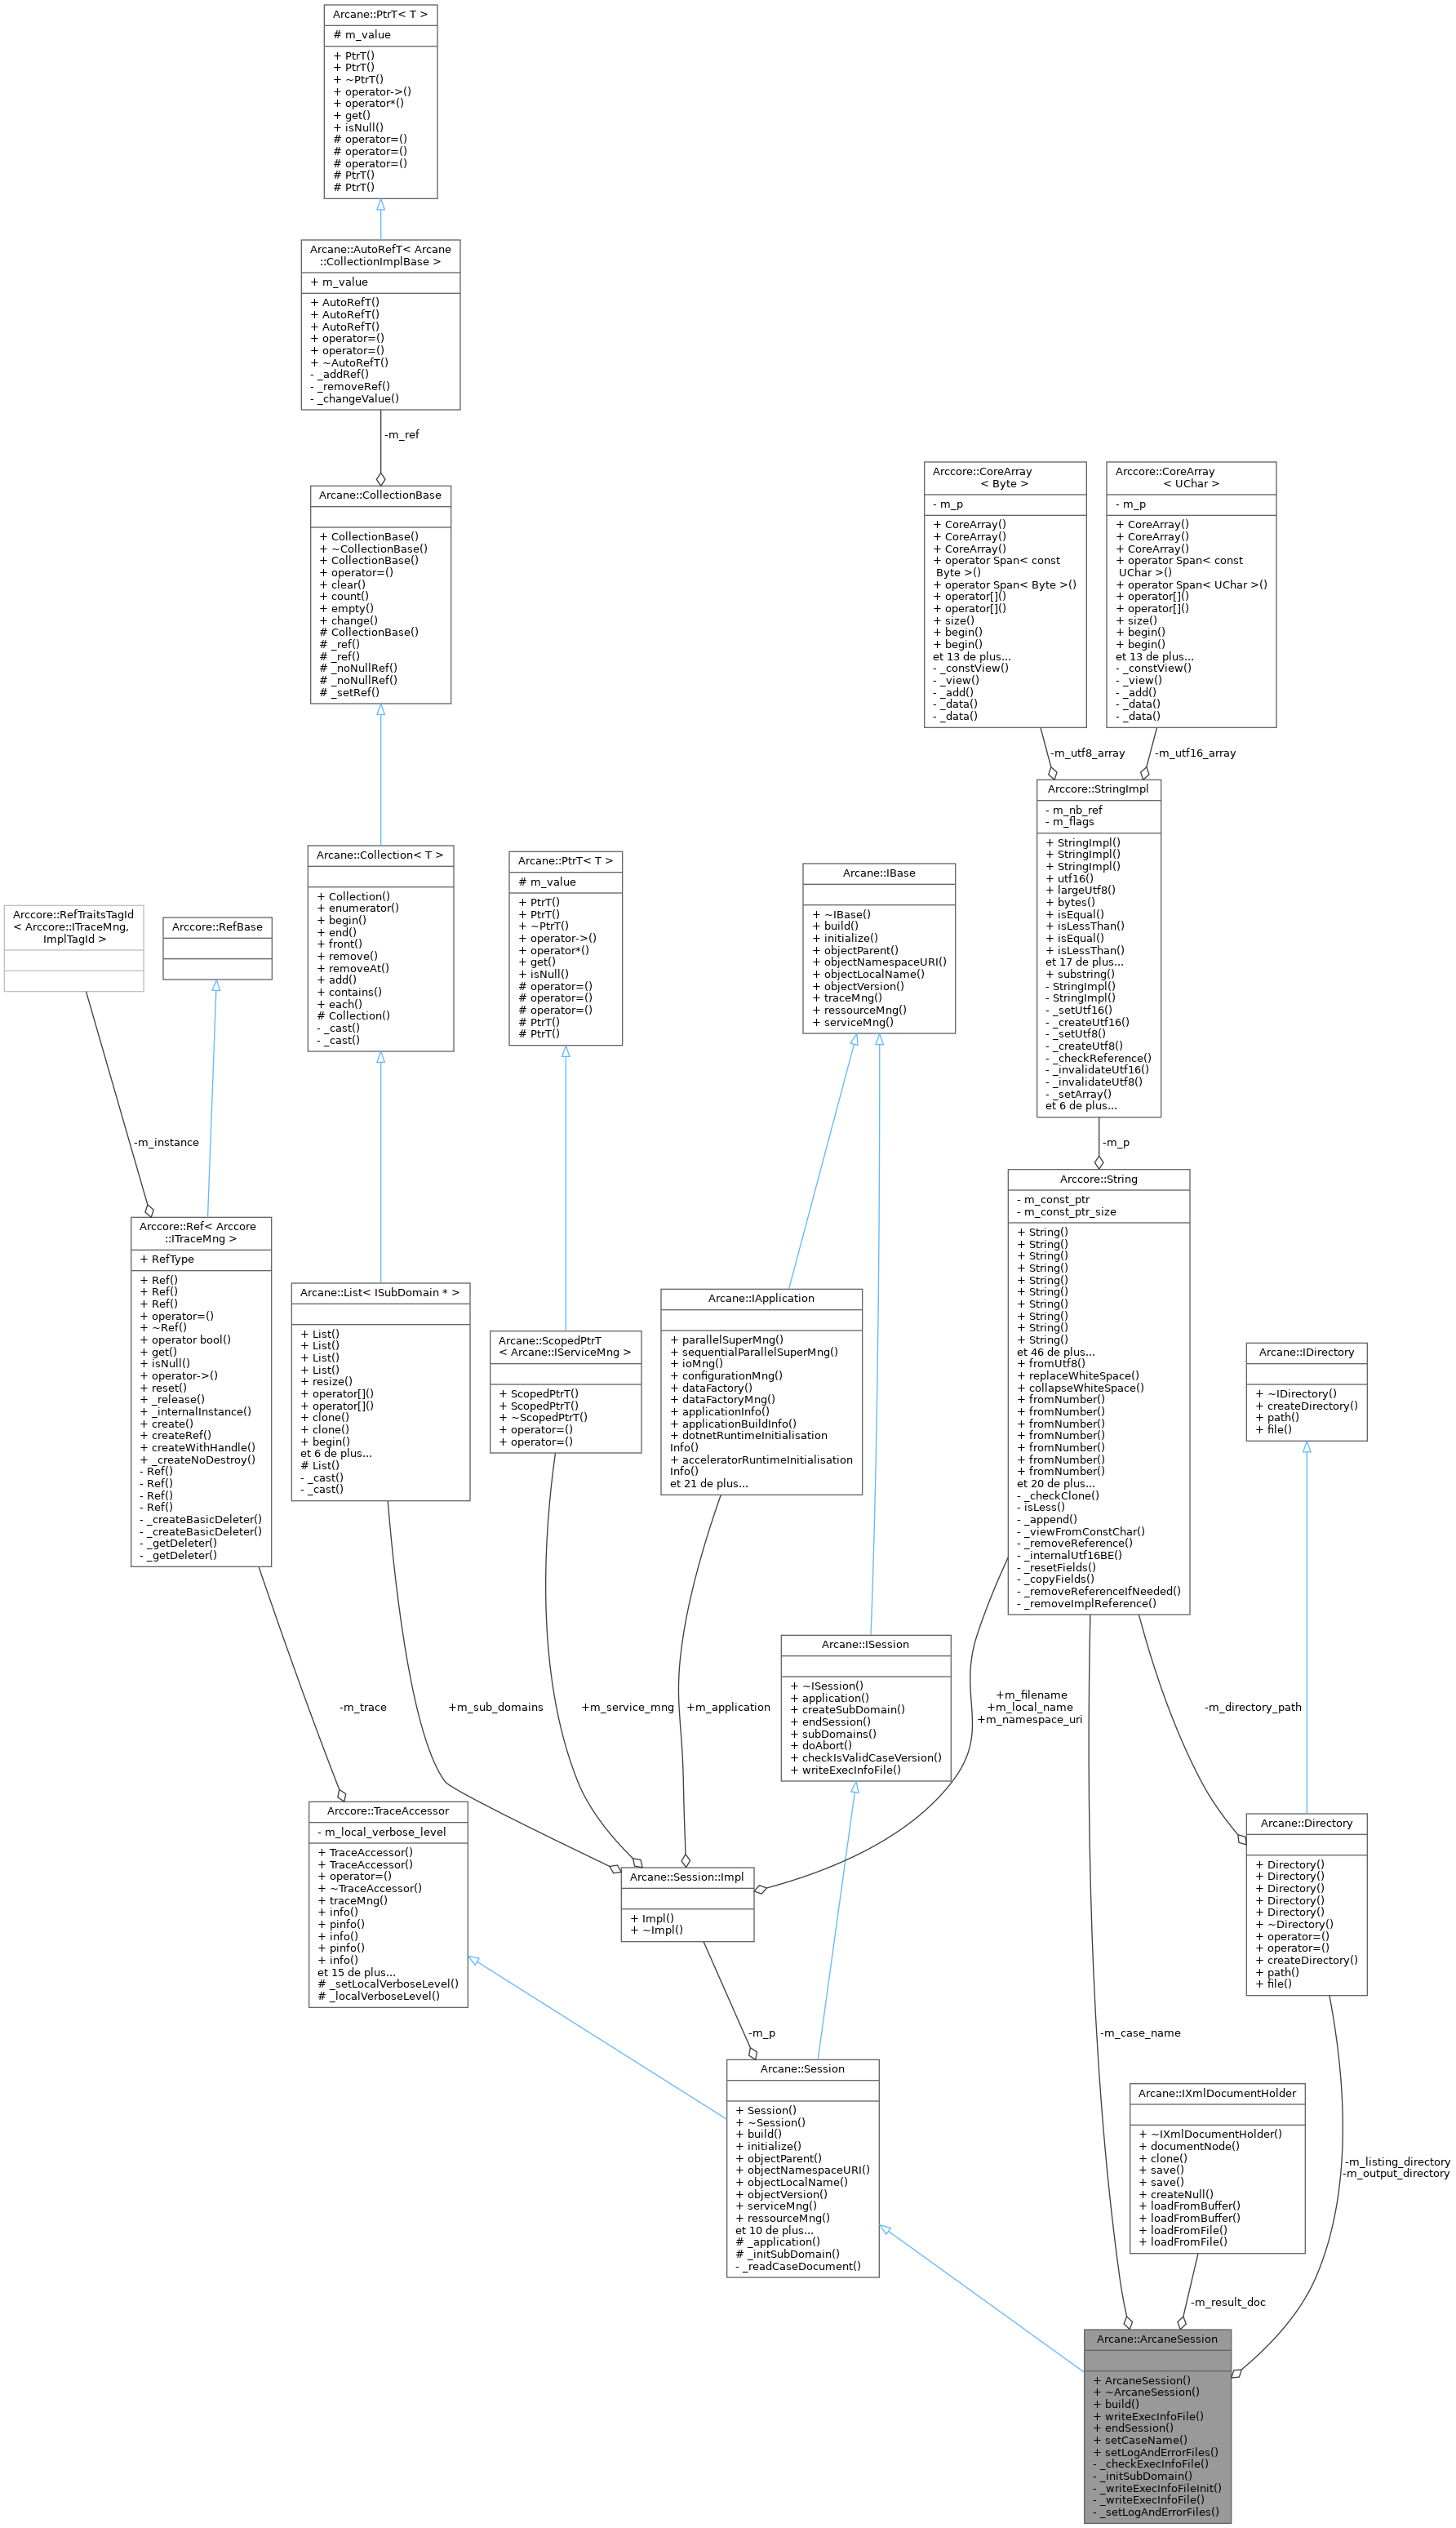 Arcane::PtrT< T >
# m_value
+ PtrT()
+ PtrT()
+ ~PtrT()
+ operator->()
+ operator*()
+ get()
+ isNull()
# operator=()
# operator=()
# operator=()
# PtrT()
# PtrT()
Arcane::AutoRefT< Arcane
::CollectionImplBase >
+ m_value
+ AutoRefT()
+ AutoRefT()
+ AutoRefT()
+ operator=()
+ operator=()
+ ~AutoRefT()
- _addRef()
- _removeRef()
- _changeValue()
-m_ref
Arcane::CollectionBase
+ CollectionBase()
+ ~CollectionBase()
+ CollectionBase()
+ operator=()
+ clear()
+ count()
+ empty()
+ change()
# CollectionBase()
# _ref()
# _ref()
# _noNullRef()
# _noNullRef()
# _setRef()
Arccore::CoreArray
< Byte >
- m_p
+ CoreArray()
+ CoreArray()
+ CoreArray()
+ operator Span< const
Byte >()
+ operator Span< Byte >()
+ operator[]()
+ operator[]()
+ size()
+ begin()
+ begin()
et 13 de plus...
- _constView()
- _view()
- _add()
- _data()
- _data()
Arccore::CoreArray
< UChar >
- m_p
+ CoreArray()
+ CoreArray()
+ CoreArray()
+ operator Span< const
UChar >()
+ operator Span< UChar >()
+ operator[]()
+ operator[]()
+ size()
+ begin()
+ begin()
et 13 de plus...
- _constView()
- _view()
- _add()
- _data()
- _data()
-m_utf8_array
-m_utf16_array
Arccore::StringImpl
- m_nb_ref
- m_flags
+ StringImpl()
+ StringImpl()
+ StringImpl()
+ utf16()
+ largeUtf8()
+ bytes()
+ isEqual()
+ isLessThan()
+ isEqual()
+ isLessThan()
et 17 de plus...
+ substring()
- StringImpl()
- StringImpl()
- _setUtf16()
- _createUtf16()
- _setUtf8()
- _createUtf8()
- _checkReference()
- _invalidateUtf16()
- _invalidateUtf8()
- _setArray()
et 6 de plus...
Arcane::Collection< T >
+ Collection()
+ enumerator()
+ begin()
+ end()
+ front()
+ remove()
+ removeAt()
+ add()
+ contains()
+ each()
# Collection()
- _cast()
- _cast()
Arcane::PtrT< T >
# m_value
+ PtrT()
+ PtrT()
+ ~PtrT()
+ operator->()
+ operator*()
+ get()
+ isNull()
# operator=()
# operator=()
# operator=()
# PtrT()
# PtrT()
Arcane::IBase
+ ~IBase()
+ build()
+ initialize()
+ objectParent()
+ objectNamespaceURI()
+ objectLocalName()
+ objectVersion()
+ traceMng()
+ ressourceMng()
+ serviceMng()
Arccore::RefTraitsTagId
< Arccore::ITraceMng,
ImplTagId >
Arccore::RefBase
-m_instance
-m_p
Arccore::Ref< Arccore
::ITraceMng >
+ RefType
+ Ref()
+ Ref()
+ Ref()
+ operator=()
+ ~Ref()
+ operator bool()
+ get()
+ isNull()
+ operator->()
+ reset()
+ _release()
+ _internalInstance()
+ create()
+ createRef()
+ createWithHandle()
+ _createNoDestroy()
- Ref()
- Ref()
- Ref()
- Ref()
- _createBasicDeleter()
- _createBasicDeleter()
- _getDeleter()
- _getDeleter()
Arcane::List< ISubDomain * >
+ List()
+ List()
+ List()
+ List()
+ resize()
+ operator[]()
+ operator[]()
+ clone()
+ clone()
+ begin()
et 6 de plus...
# List()
- _cast()
- _cast()
Arcane::ScopedPtrT
< Arcane::IServiceMng >
+ ScopedPtrT()
+ ScopedPtrT()
+ ~ScopedPtrT()
+ operator=()
+ operator=()
Arcane::IApplication
+ parallelSuperMng()
+ sequentialParallelSuperMng()
+ ioMng()
+ configurationMng()
+ dataFactory()
+ dataFactoryMng()
+ applicationInfo()
+ applicationBuildInfo()
+ dotnetRuntimeInitialisation
Info()
+ acceleratorRuntimeInitialisation
Info()
et 21 de plus...
Arccore::String
- m_const_ptr
- m_const_ptr_size
+ String()
+ String()
+ String()
+ String()
+ String()
+ String()
+ String()
+ String()
+ String()
+ String()
et 46 de plus...
+ fromUtf8()
+ replaceWhiteSpace()
+ collapseWhiteSpace()
+ fromNumber()
+ fromNumber()
+ fromNumber()
+ fromNumber()
+ fromNumber()
+ fromNumber()
+ fromNumber()
et 20 de plus...
- _checkClone()
- isLess()
- _append()
- _viewFromConstChar()
- _removeReference()
- _internalUtf16BE()
- _resetFields()
- _copyFields()
- _removeReferenceIfNeeded()
- _removeImplReference()
Arcane::IDirectory
+ ~IDirectory()
+ createDirectory()
+ path()
+ file()
Arcane::ISession
+ ~ISession()
+ application()
+ createSubDomain()
+ endSession()
+ subDomains()
+ doAbort()
+ checkIsValidCaseVersion()
+ writeExecInfoFile()
-m_trace
+m_sub_domains
+m_service_mng
+m_application
+m_filename
+m_local_name
+m_namespace_uri
-m_directory_path
Arccore::TraceAccessor
- m_local_verbose_level
+ TraceAccessor()
+ TraceAccessor()
+ operator=()
+ ~TraceAccessor()
+ traceMng()
+ info()
+ pinfo()
+ info()
+ pinfo()
+ info()
et 15 de plus...
# _setLocalVerboseLevel()
# _localVerboseLevel()
Arcane::Session::Impl
+ Impl()
+ ~Impl()
Arcane::Directory
+ Directory()
+ Directory()
+ Directory()
+ Directory()
+ Directory()
+ ~Directory()
+ operator=()
+ operator=()
+ createDirectory()
+ path()
+ file()
-m_p
-m_case_name
Arcane::Session
+ Session()
+ ~Session()
+ build()
+ initialize()
+ objectParent()
+ objectNamespaceURI()
+ objectLocalName()
+ objectVersion()
+ serviceMng()
+ ressourceMng()
et 10 de plus...
# _application()
# _initSubDomain()
- _readCaseDocument()
Arcane::IXmlDocumentHolder
+ ~IXmlDocumentHolder()
+ documentNode()
+ clone()
+ save()
+ save()
+ createNull()
+ loadFromBuffer()
+ loadFromBuffer()
+ loadFromFile()
+ loadFromFile()
-m_listing_directory
-m_output_directory
-m_result_doc
Arcane::ArcaneSession
+ ArcaneSession()
+ ~ArcaneSession()
+ build()
+ writeExecInfoFile()
+ endSession()
+ setCaseName()
+ setLogAndErrorFiles()
- _checkExecInfoFile()
- _initSubDomain()
- _writeExecInfoFileInit()
- _writeExecInfoFile()
- _setLogAndErrorFiles()